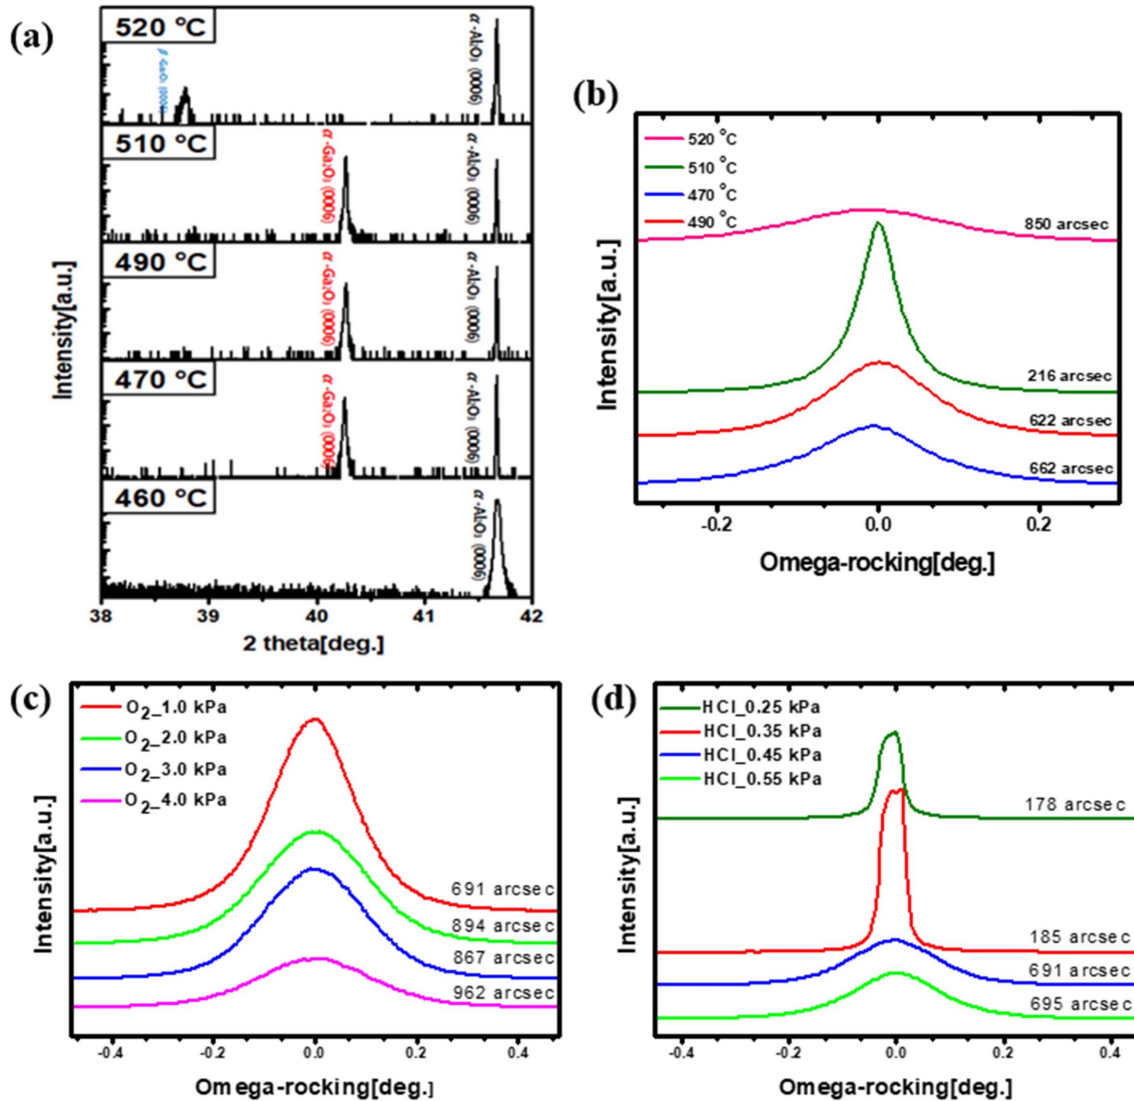 (a)
520 °C
β-Ga₂O₃ (0006)
α-Al₂O₃ (0006)
510 °C
α-Ga₂O₃ (0006)
α-Al₂O₃ (0006)
490 °C
α-Ga₂O₃ (0006)
α-Al₂O₃ (0006)
470 °C
α-Ga₂O₃ (0006)
α-Al₂O₃ (0006)
460 °C
α-Al₂O₃ (0006)
Intensity[a.u.]
38 39 40 41 42
2 theta[deg.]
(b)
520 °C
510 °C
470 °C
490 °C
850 arcsec
216 arcsec
622 arcsec
662 arcsec
Intensity[a.u.]
-0.2 0.0 0.2
Omega-rocking[deg.]
(c)
O₂_1.0 kPa
O₂_2.0 kPa
O₂_3.0 kPa
O₂_4.0 kPa
691 arcsec
894 arcsec
867 arcsec
962 arcsec
Intensity[a.u.]
-0.4 -0.2 0.0 0.2 0.4
Omega-rocking[deg.]
(d)
HCl_0.25 kPa
HCl_0.35 kPa
HCl_0.45 kPa
HCl_0.55 kPa
178 arcsec
185 arcsec
691 arcsec
695 arcsec
Intensity[a.u.]
-0.4 -0.2 0.0 0.2 0.4
Omega-rocking[deg.]